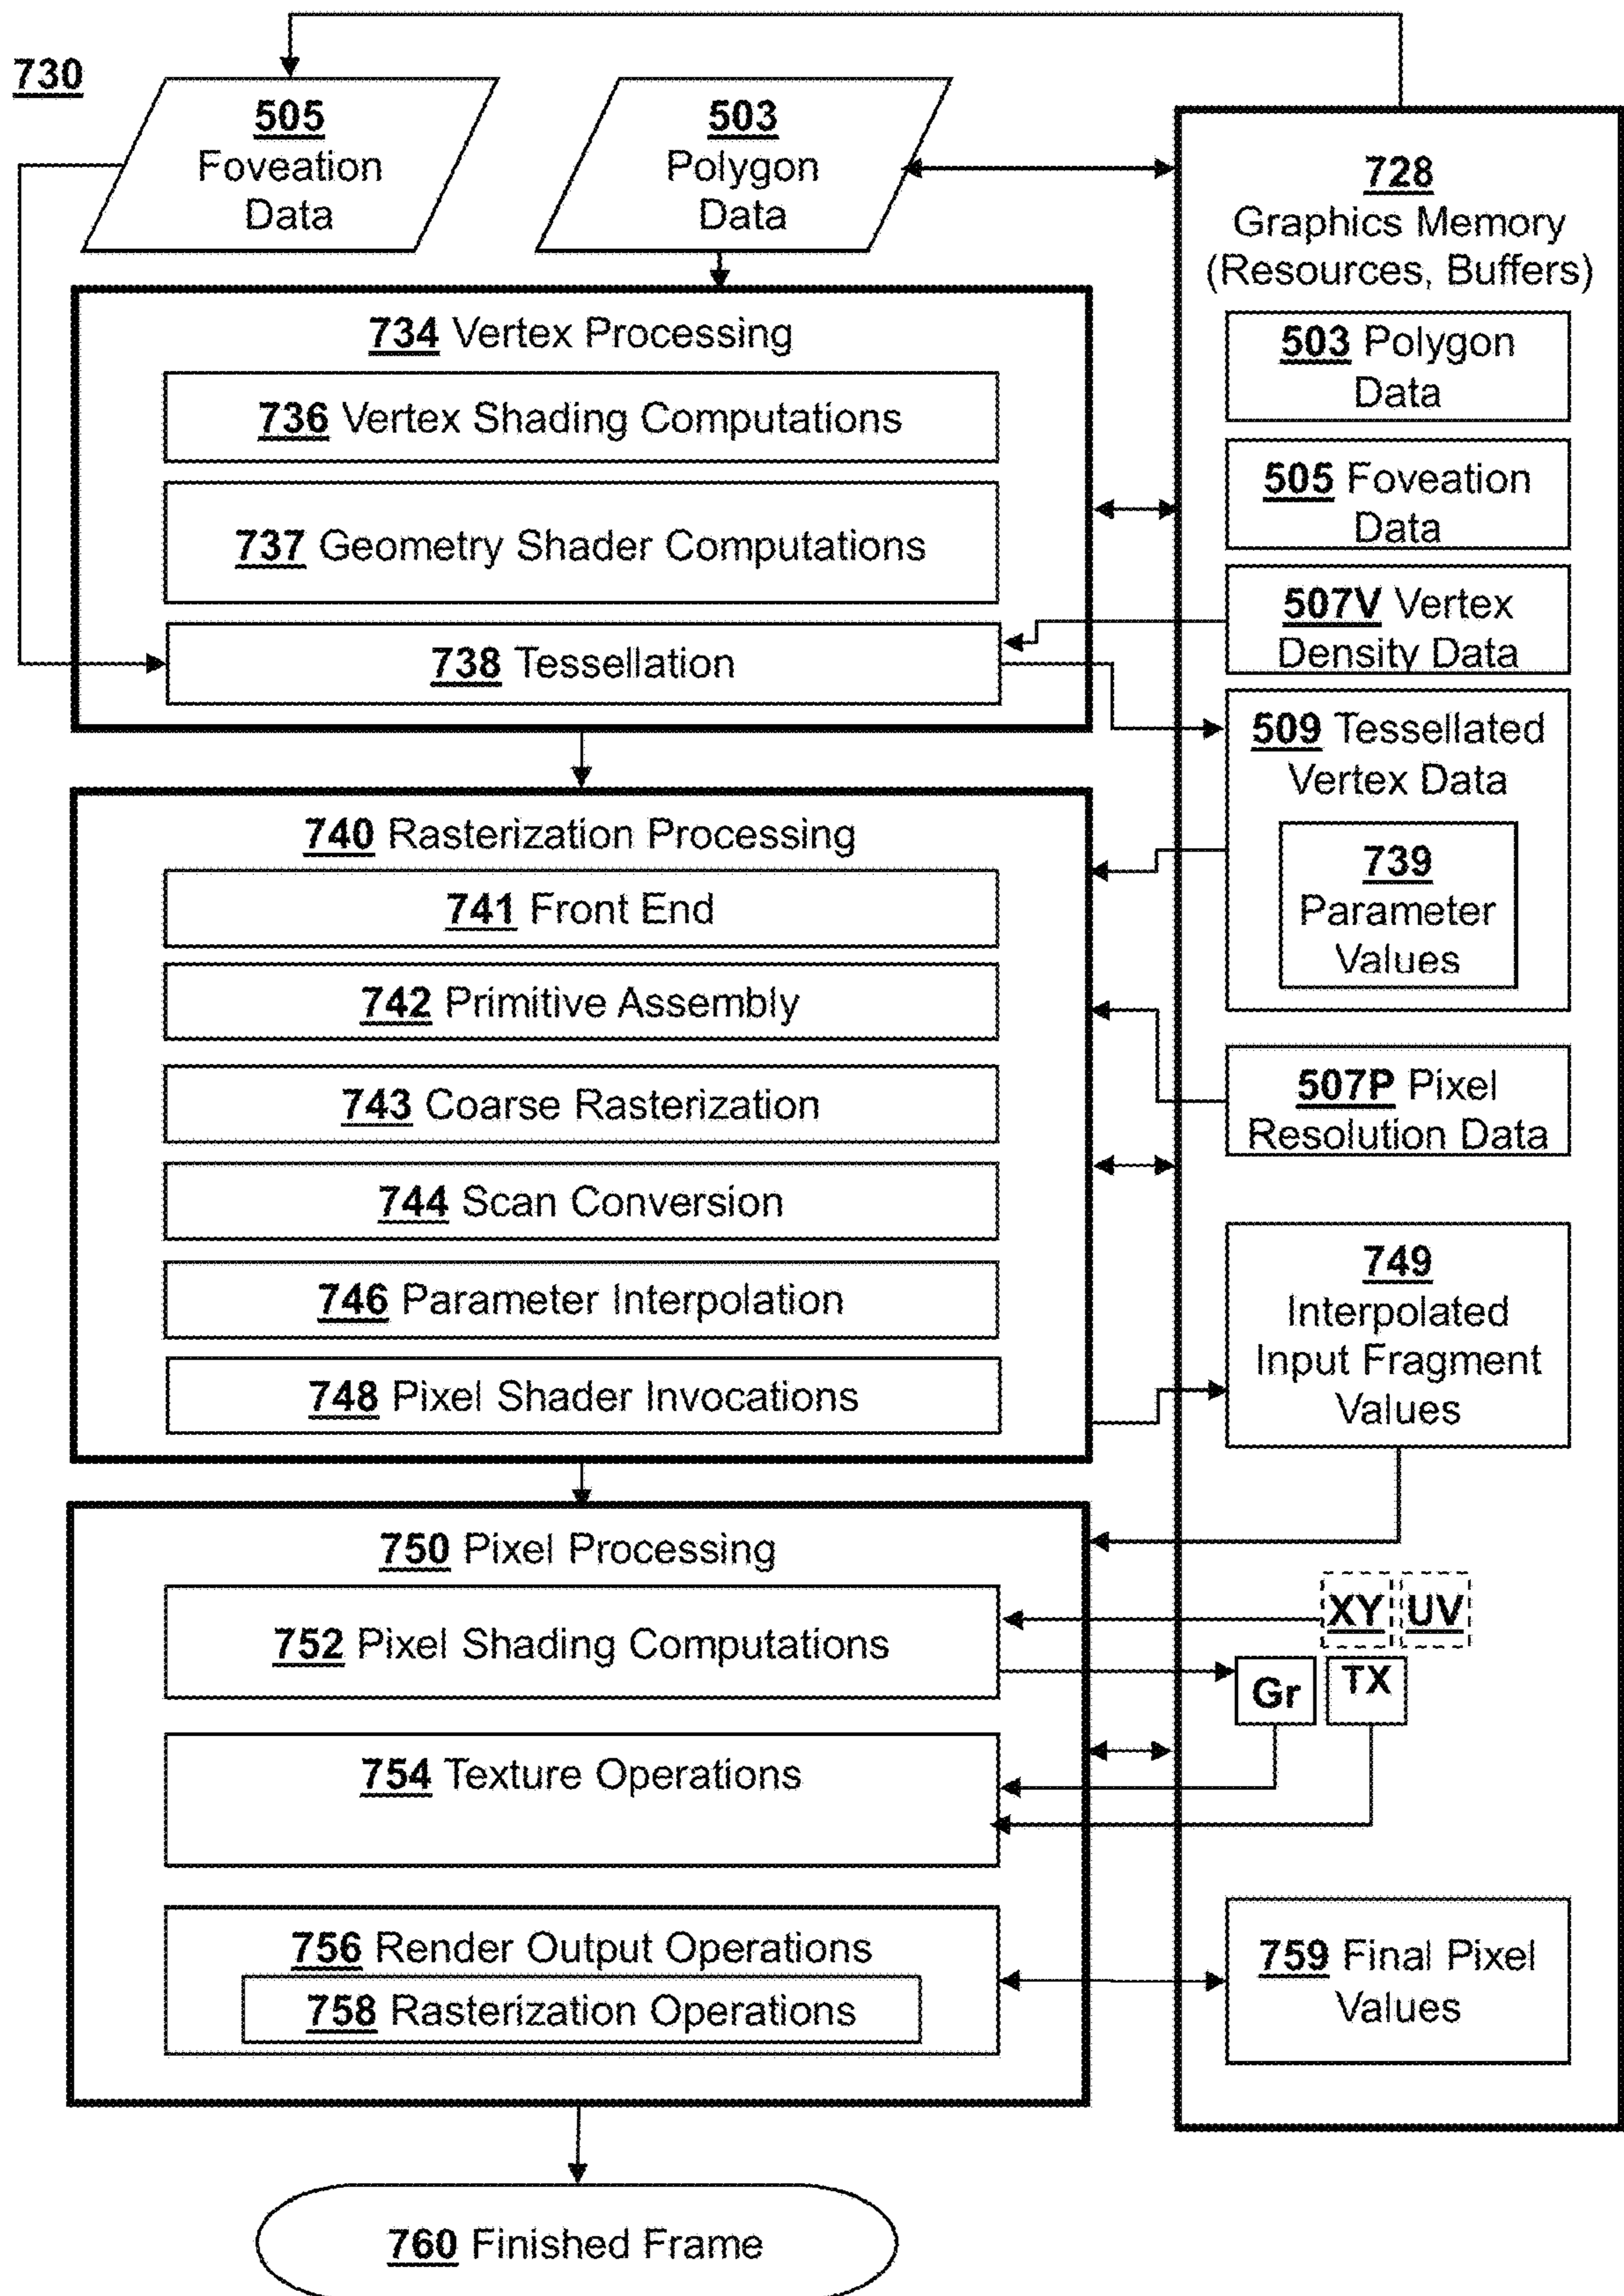 730
505
Foveation
Data
503
Polygon
Data
734 Vertex Processing
736 Vertex Shading Computations
737 Geometry Shader Computations
738 Tessellation
740 Rasterization Processing
741 Front End
742 Primitive Assembly
743 Coarse Rasterization
744 Scan Conversion
746 Parameter Interpolation
748 Pixel Shader Invocations
750 Pixel Processing
752 Pixel Shading Computations
754 Texture Operations
756 Render Output Operations
758 Rasterization Operations
760 Finished Frame
728
Graphics Memory
(Resources, Buffers)
503 Polygon
Data
505 Foveation
Data
507V Vertex
Density Data
509 Tessellated
Vertex Data
739
Parameter
Values
507P Pixel
Resolution Data
749
Interpolated
Input Fragment
Values
XY UV
Gr TX
759 Final Pixel
Values